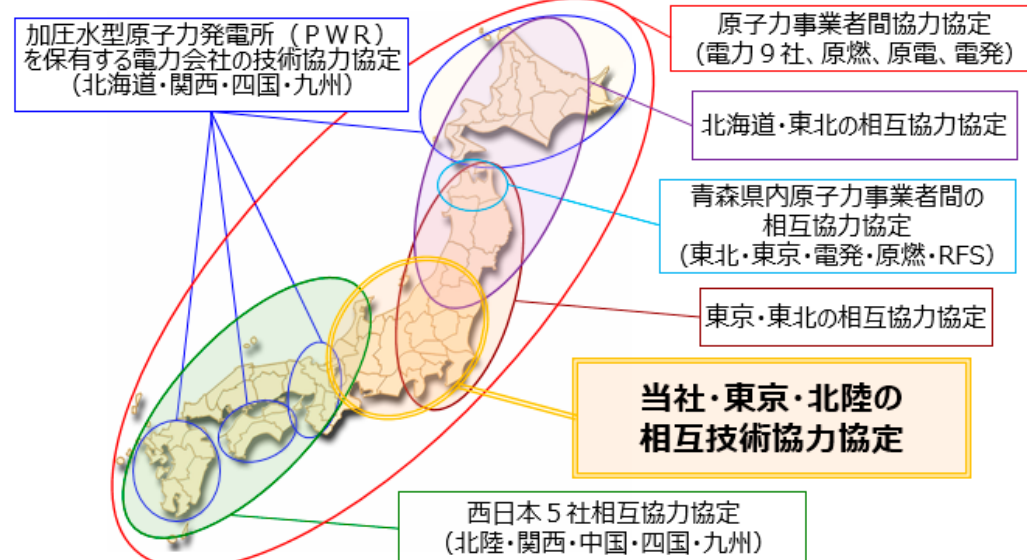 加圧水型原子力発電所（ＰＷＲ）
を保有する電力会社の技術協力協定
（北海道・関西・四国・九州）
原子力事業者間協力協定
（電力９社、原燃、原電、電発）
北海道・東北の相互協力協定
青森県内原子力事業者間の
相互協力協定
（東北・東京・電発・原燃・RFS）
東京・東北の相互協力協定
当社・東京・北陸の
相互技術協力協定
西日本５社相互協力協定
（北陸・関西・中国・四国・九州）